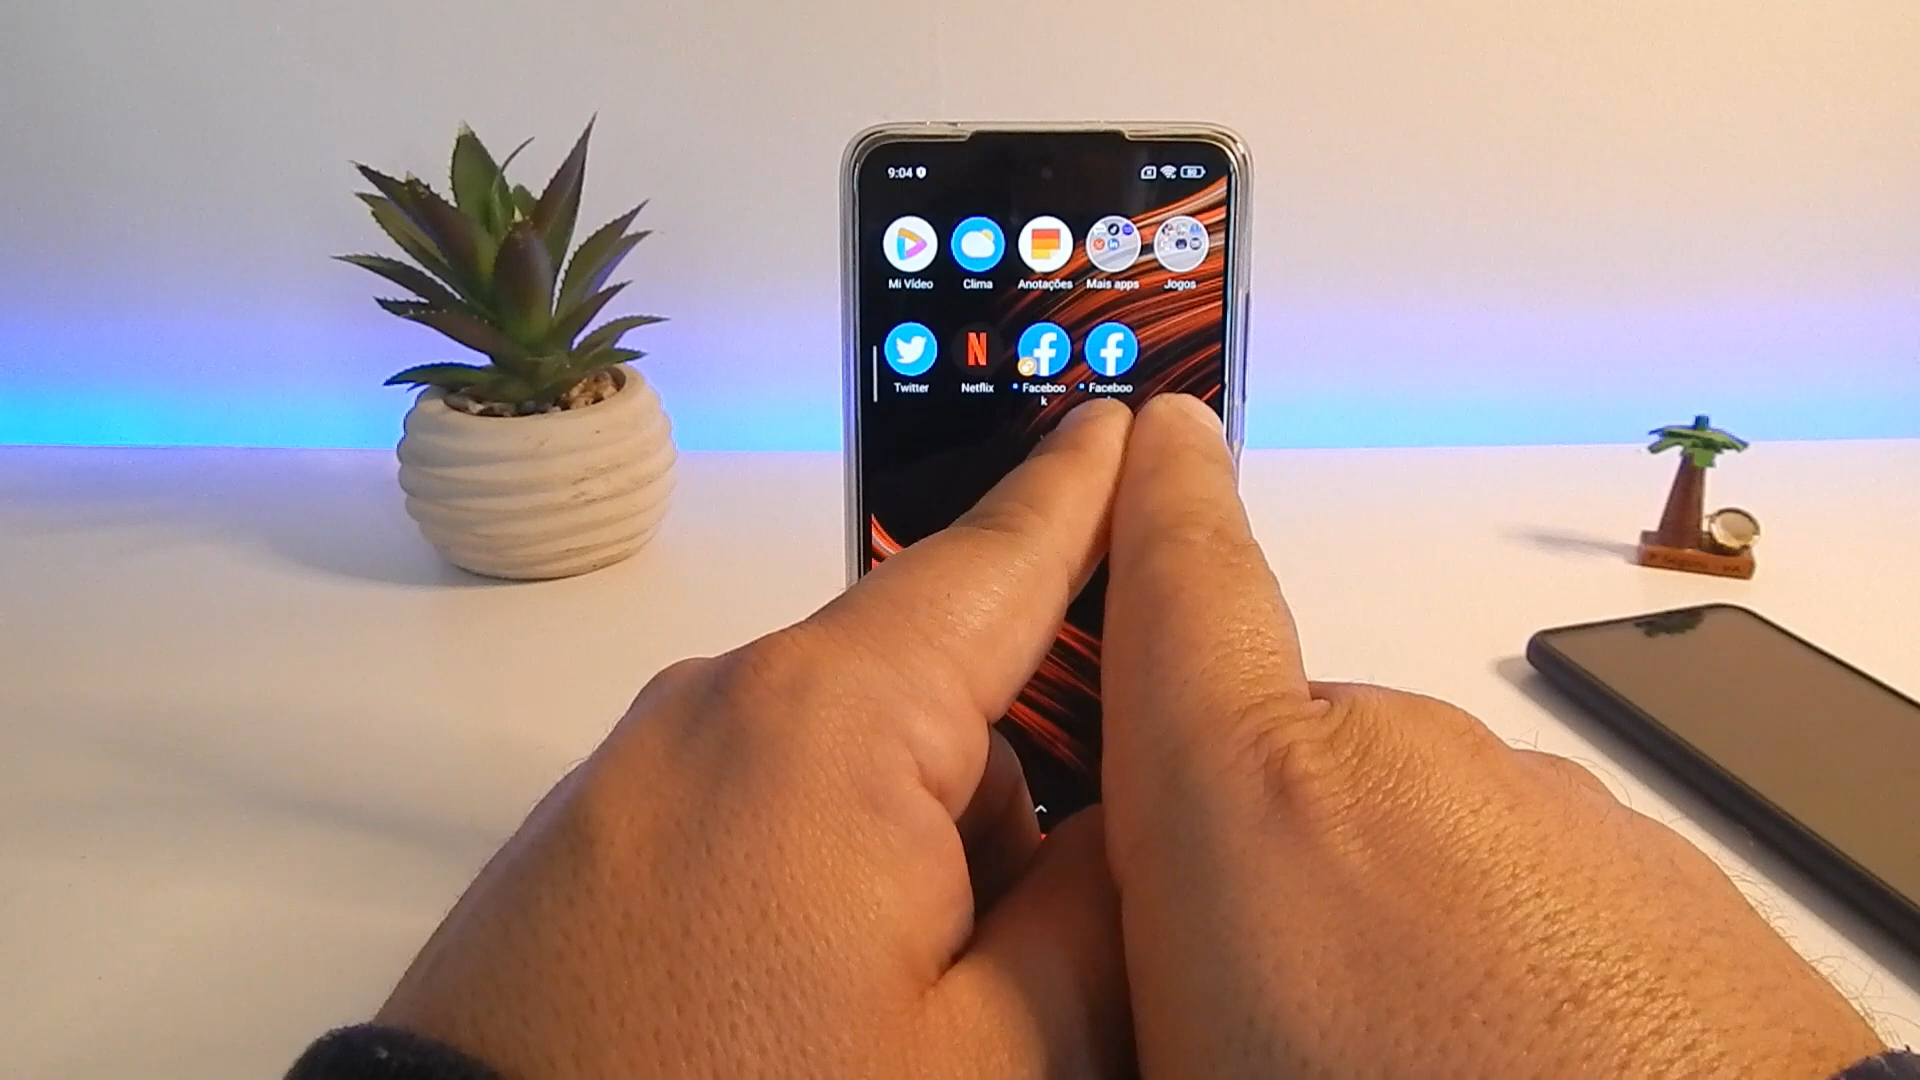 9:04
Mi Vídeo
Clima
Anotações
Mais apps
Jogos
Twitter
N
Netflix
Faceboo
k
Faceboo